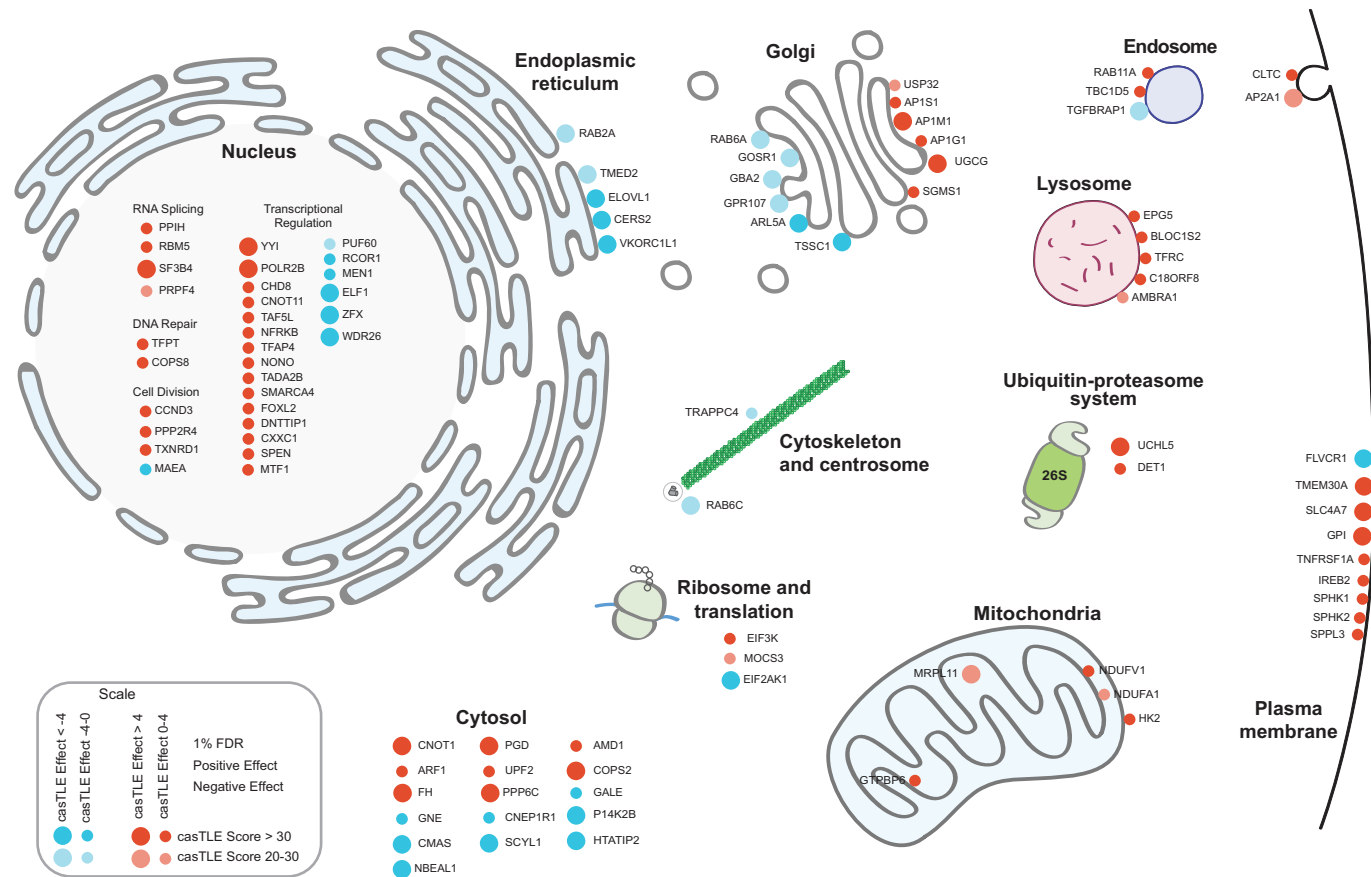 Endoplasmic
reticulum
RAB2A
TMED2
ELOVL1
CERS2
VKORC1L1
Golgi
USP32
AP1S1
AP1M1
AP1G1
UGCG
SGMS1
RAB6A
GOSR1
GBA2
GPR107
ARL5A
TSSC1
Endosome
RAB11A
TBC1D5
TGFBRAP1
CLTC
AP2A1
Nucleus
RNA Splicing
PPIH
RBM5
SF3B4
PRPF4
DNA Repair
TFPT
COPS8
Cell Division
CCND3
PPP2R4
TXNRD1
MAEA
Transcriptional
Regulation
YYI
POLR2B
CHD8
CNOT11
TAF5L
NFRKB
TFAP4
NONO
TADA2B
SMARCA4
FOXL2
DNTTIP1
CXXC1
SPEN
MTF1
PUF60
RCOR1
MEN1
ELF1
ZFX
WDR26
Lysosome
EPG5
BLOC1S2
TFRC
C18ORF8
AMBRA1
TRAPPC4
Cytoskeleton
and centrosome
RAB6C
Ubiquitin-proteasome
system
26S
UCHL5
DET1
FLVCR1
TMEM30A
SLC4A7
GPI
TNFRSF1A
IREB2
SPHK1
SPHK2
SPPL3
Plasma
membrane
Ribosome and
translation
EIF3K
MOCS3
EIF2AK1
Mitochondria
MRPL11
NDUFV1
NDUFA1
HK2
GTPBP6
Cytosol
CNOT1
PGD
AMD1
ARF1
UPF2
COPS2
FH
PPP6C
GALE
GNE
CNEP1R1
P14K2B
CMAS
SCYL1
HTATIP2
NBEAL1
Scale
casTLE Effect < -4
casTLE Effect -4-0
casTLE Effect > 4
casTLE Effect 0-4
1% FDR
Positive Effect
Negative Effect
casTLE Score > 30
casTLE Score 20-30